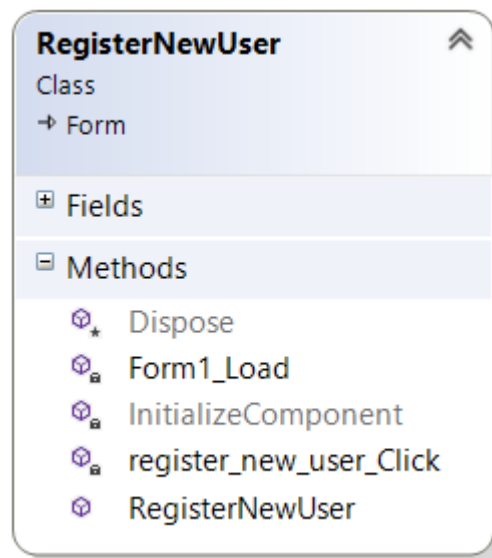 RegisterNewUser
Class
Form
Fields
Methods
Dispose
Form1_Load
InitializeComponent
register_new_user_Click
RegisterNewUser